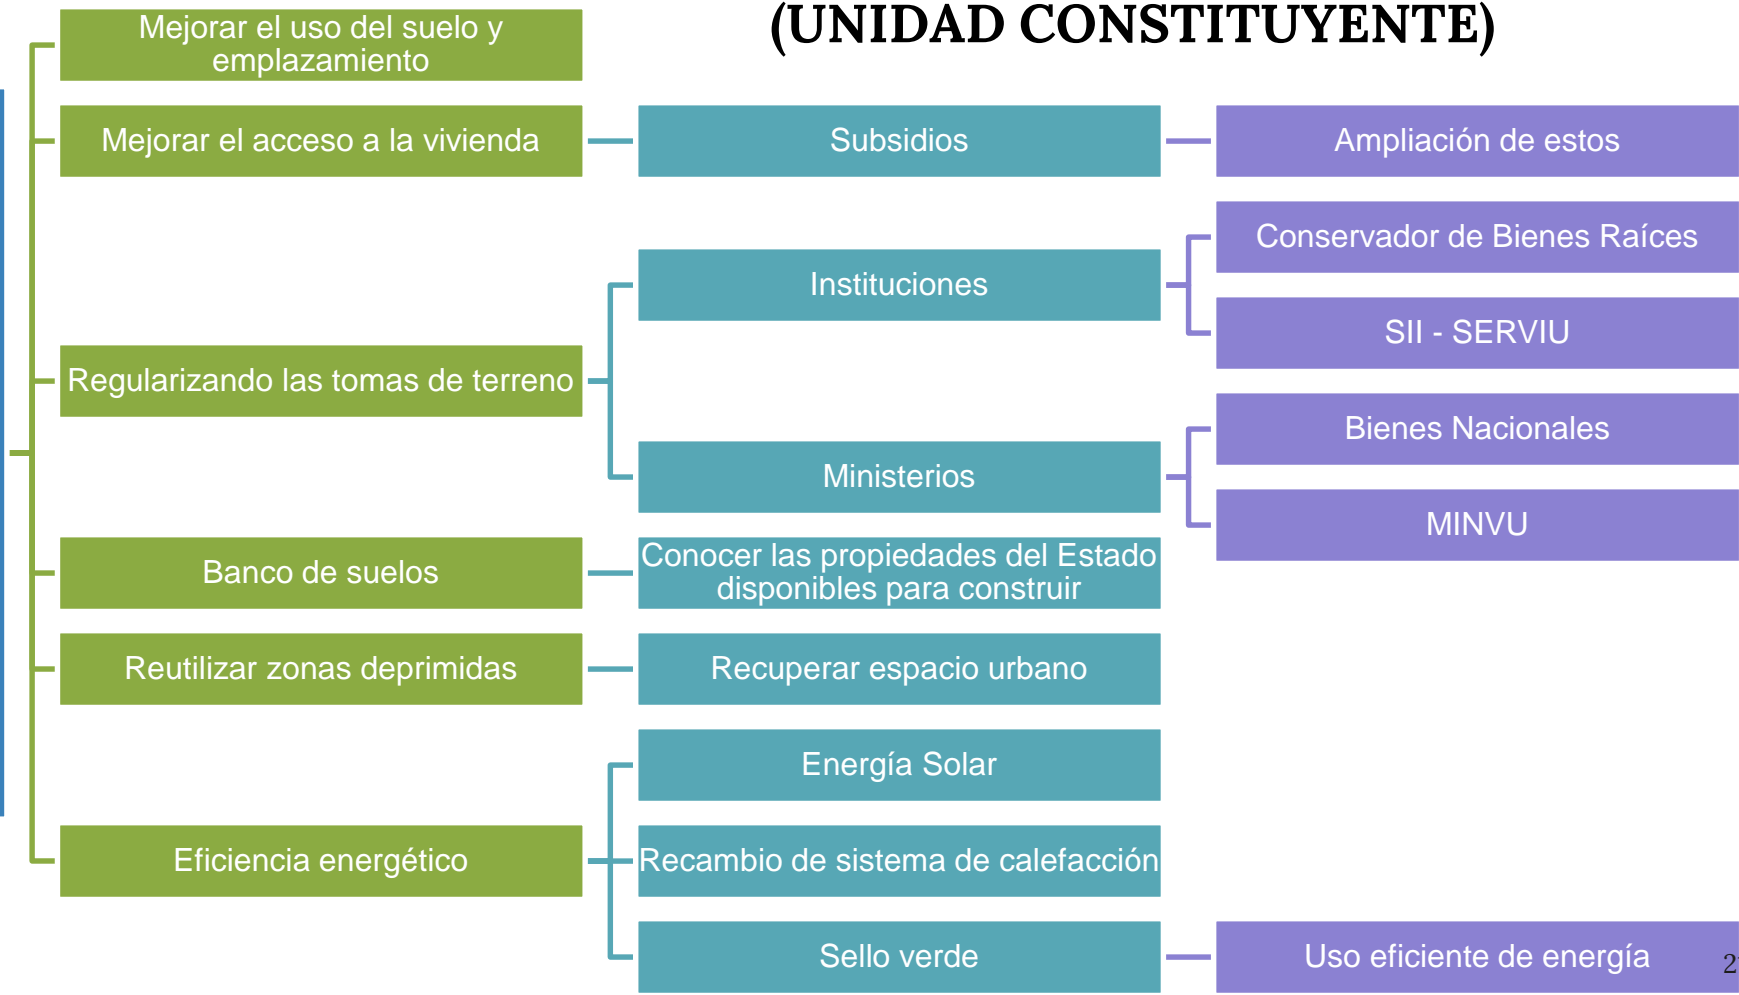 (UNIDAD CONSTITUYENTE)
Mejorar el uso del suelo y
emplazamiento
Mejorar el acceso a la vivienda
Subsidios
Ampliación de estos
Regularizando las tomas de terreno
Instituciones
Conservador de Bienes Raíces
SII - SERVIU
Ministerios
Bienes Nacionales
MINVU
Banco de suelos
Conocer las propiedades del Estado
disponibles para construir
Reutilizar zonas deprimidas
Recuperar espacio urbano
Eficiencia energético
Energía Solar
Recambio de sistema de calefacción
Sello verde
Uso eficiente de energía